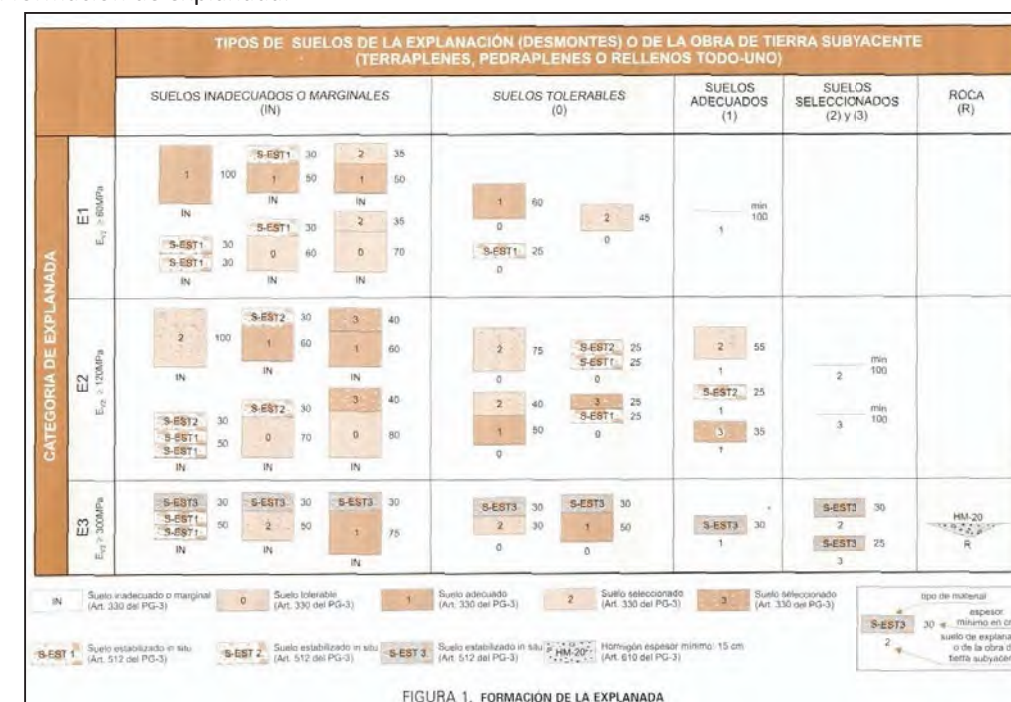 TIPOS DE SUELOS DE LA EXPLANACIÓN (DESMONTES) O DE LA OBRA DE TIERRA SUBYACENTE
(TERRAPLENES, PEDRAPLENES O RELLENOS TODO-UNO)
SUELOS INADECUADOS O MARGINALES
(IN)
SUELOS TOLERABLES
(0)
SUELOS
ADECUADOS
(1)
SUELOS
SELECCIONADOS
(2) y (3)
ROCA
(R)
CATEGORIA DE EXPLANADA
E1
1 100
IN
S-EST1 30
1 50
IN
2 35
1 50
IN
S-EST1 30
S-EST1 30
IN
S-EST1 30
0 60
IN
2 35
0 70
IN
1 60
0
2 45
0
S-EST1 25
0
min
100
1
E2
Ev2 ≥ 120MPa
2 100
IN
S-EST2 30
1 60
IN
3 40
1 60
IN
S-EST2 30
S-EST1 50
S-EST1
IN
S-EST2 30
0 70
IN
3 40
0 80
IN
2 75
0
S-EST2 25
S-EST1 25
0
2 40
1 50
0
3 25
S-EST1 25
0
2 55
1
S-EST2 25
1
3 35
1
min
100
2
min
100
3
E3
Ev2 ≥ 300MPa
S-EST3 30
S-EST1 50
S-EST1
IN
S-EST3 30
2 50
IN
S-EST3 30
1 75
IN
S-EST3 30
2 30
0
S-EST3 30
1 50
0
S-EST3 30
1
S-EST3 30
2
S-EST3 25
3
HM-20
R
IN Suelo inadecuado o marginal
(Art. 330 del PG-3)
0 Suelo tolerable
(Art. 330 del PG-3)
1 Suelo adecuado
(Art. 330 del PG-3)
2 Suelo seleccionado
(Art. 330 del PG-3)
3 Suelo seleccionado
(Art. 330 del PG-3)
S-EST 1 Suelo estabilizado in situ
(Art. 512 del PG-3)
S-EST 2 Suelo estabilizado in situ
(Art. 512 del PG-3)
S-EST 3 Suelo estabilizado in situ
(Art. 512 del PG-3)
HM-20 Hormigón espesor mínimo: 15 cm
(Art. 610 del PG-3)
tipo de material
espesor
S-EST3 30 mínimo en cm
2 suelo de
o de la obra
tierra
FIGURA 1. FORMACIÓN DE LA EXPLANADA